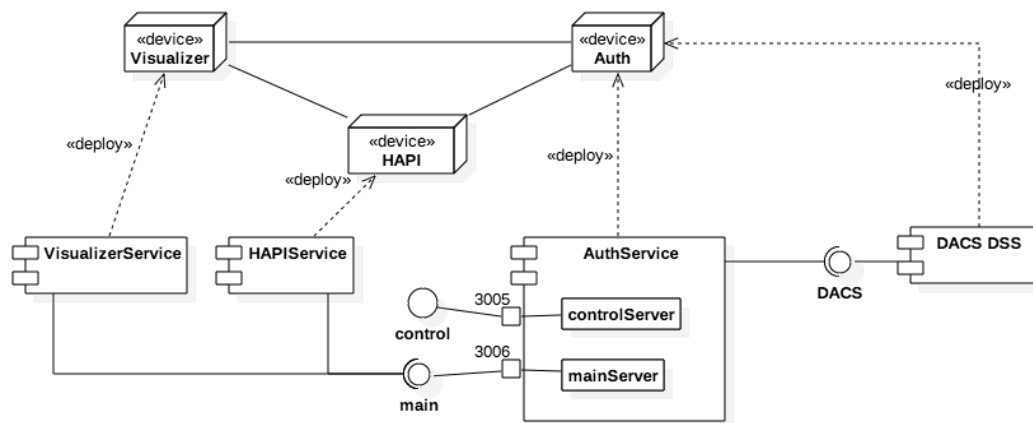 «device»
Visualizer
«device»
Auth
«deploy»
«device»
HAPI
«deploy»
«deploy»
«deploy»
VisualizerService
HAPIService
AuthService
DACS DSS
DACS
3005
controlServer
control
3006
mainServer
main